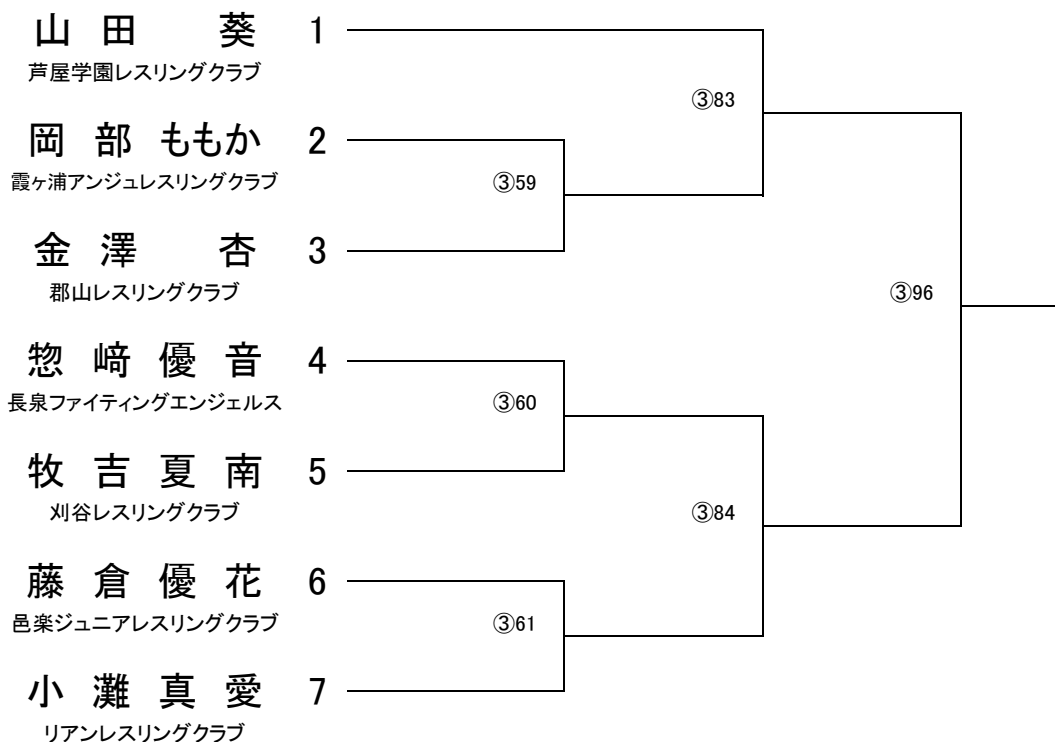 山田 葵 1
芦屋学園レスリングクラブ
③83
岡部 ももか 2
霞ヶ浦アンジュレスリングクラブ
③59
金澤 杏 3
郡山レスリングクラブ
③96
惣﨑優音 4
長泉ファイティングエンジェルス
③60
牧吉夏南 5
刈谷レスリングクラブ
③84
藤倉優花 6
邑楽ジュニアレスリングクラブ
③61
小灘真愛 7
リアンレスリングクラブ